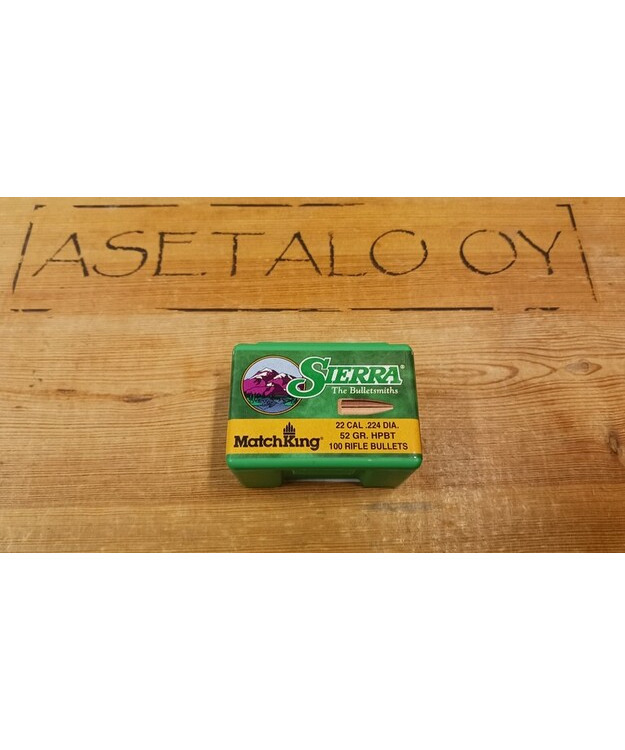 ASETALO OY
SIERRA®
The Bulletsmiths
MatchKing®
22 CAL .224 DIA.
52 GR. HPBT
100 RIFLE BULLETS